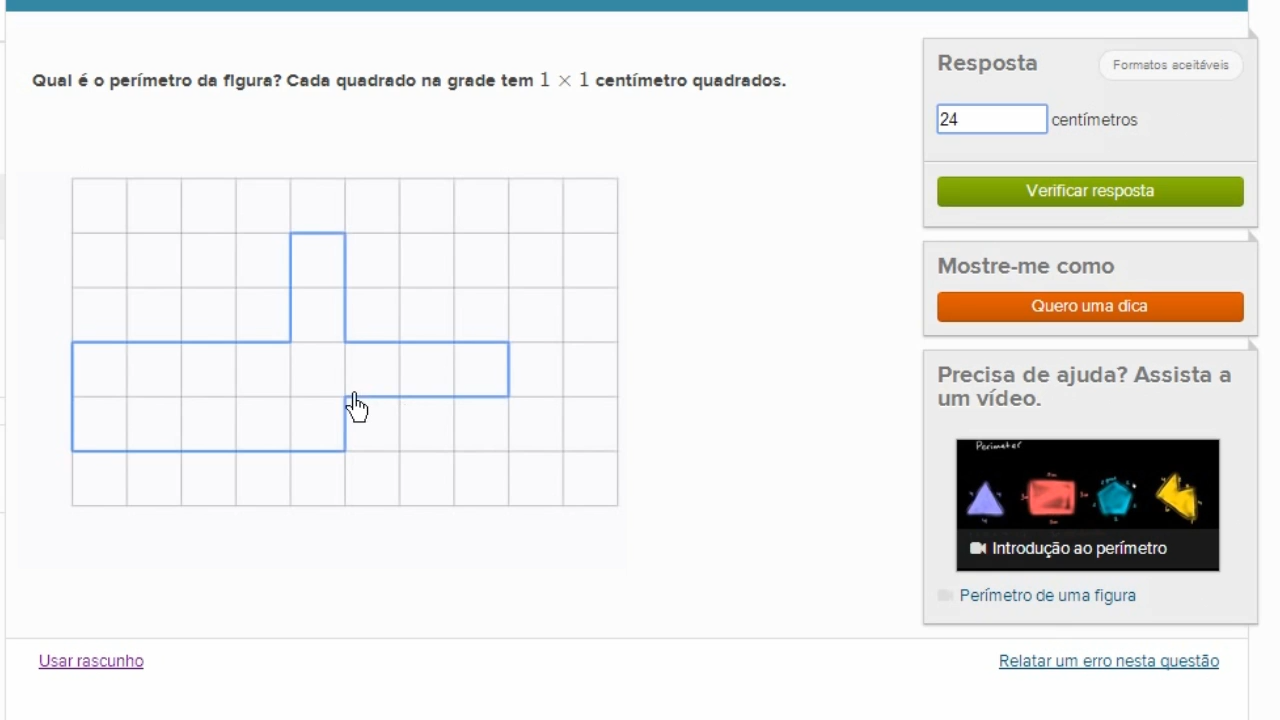 Qual é o perímetro da figura? Cada quadrado na grade tem 1 × 1 centímetro quadrados.
Resposta
Formatos aceitáveis
24 centímetros
Verificar resposta
Mostre-me como
Quero uma dica
Precisa de ajuda? Assista a
um vídeo.
Perimeter
Introdução ao perímetro
Perímetro de uma figura
Usar rascunho
Relatar um erro nesta questão